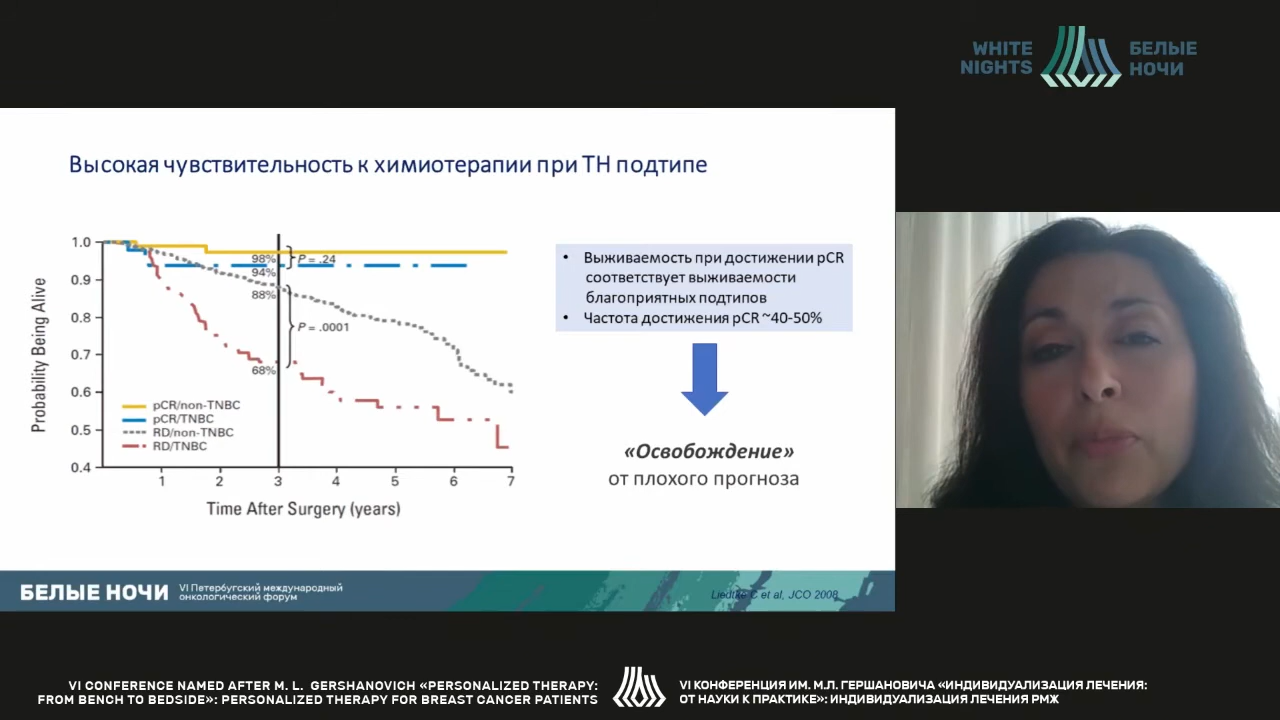 WHITE
NIGHTS
БЕЛЫЕ
НОЧИ
Высокая чувствительность к химиотерапии при ТН подтипе
Probability Being Alive
1.0
0.9
0.8
0.7
0.6
0.5
0.4
98%
94%
88%
68%
P = .24
P = .0001
pCR/non-TNBC
pCR/TNBC
RD/non-TNBC
RD/TNBC
1 2 3 4 5 6 7
Time After Surgery (years)
• Выживаемость при достижении pCR
соответствует выживаемости
благоприятных подтипов
• Частота достижения pCR ~40-50%
«Освобождение»
от плохого прогноза
БЕЛЫЕ НОЧИ
VI Петербургский международный
онкологический форум
Liedtke C et al, JCO 2008
VI CONFERENCE NAMED AFTER M. L. GERSHANOVICH «PERSONALIZED THERAPY:
FROM BENCH TO BEDSIDE»: PERSONALIZED THERAPY FOR BREAST CANCER PATIENTS
VI КОНФЕРЕНЦИЯ ИМ. М.Л. ГЕРШАНОВИЧА «ИНДИВИДУАЛИЗАЦИЯ ЛЕЧЕНИЯ:
ОТ НАУКИ К ПРАКТИКЕ»: ИНДИВИДУАЛИЗАЦИЯ ЛЕЧЕНИЯ РМЖ